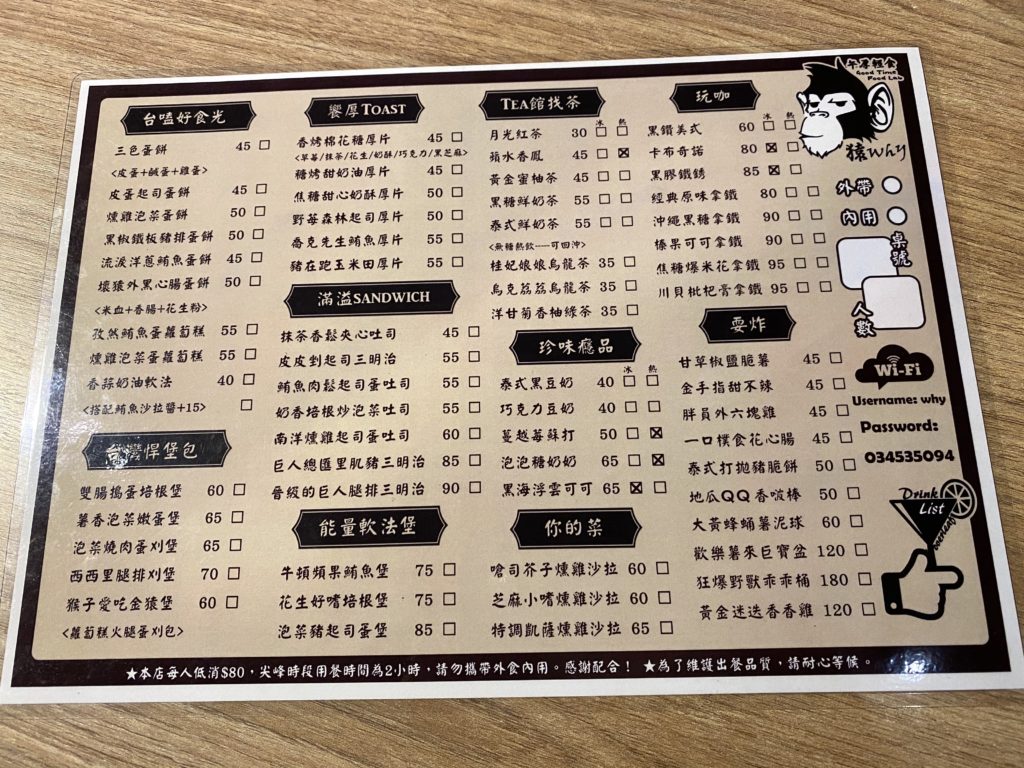 台嗑好食光
三色蛋餅 45
<皮蛋+鹹蛋+雞蛋>
皮蛋起司蛋餅 45
燻雞泡菜蛋餅 50
黑椒鐵板豬排蛋餅 50
流淚洋蔥鮪魚蛋餅 45
壞猿外黑心腸蛋餅 50
<米血+香腸+花生粉>
孜然鮪魚蛋蘿蔔糕 55
燻雞泡菜蛋蘿蔔糕 55
香蒜奶油軟法 40
<搭配鮪魚沙拉醬+15>
台灣悍堡包
雙腸搗蛋培根堡 60
薯香泡菜嫩蛋堡 65
泡菜燒肉蛋刈堡 65
西西里腿排刈堡 70
猴子愛吃金猿堡 60
<蘿蔔糕火腿蛋刈包>
饗厚TOAST
香烤棉花糖厚片 45
<草莓/抹茶/花生/奶酥/巧克力/黑芝麻>
糖烤甜奶油厚片 45
焦糖甜心奶酥厚片 50
野莓森林起司厚片 50
喬克先生鮪魚厚片 55
豬在跑玉米田厚片 55
滿溢SANDWICH
抹茶香鬆夾心吐司 45
皮皮剉起司三明治 55
鮪魚肉鬆起司蛋吐司 55
奶香培根炒泡菜吐司 55
南洋燻雞起司蛋吐司 60
巨人總匯里肌豬三明治 85
晉級的巨人腿排三明治 90
能量軟法堡
牛頓頻果鮪魚堡 75
花生好嗜培根堡 75
泡菜豬起司蛋堡 85
TEA館找茶
冰 熱
月光紅茶 30
蘋水香鳳 45
黃金蜜柚茶 45
黑糖鮮奶茶 55
泰式鮮奶茶 55
<無糖熱飲---可回沖>
桂妃娘娘烏龍茶 35
烏克荔荔烏龍茶 35
洋甘菊香柚綠茶 35
珍味癮品
冰 熱
泰式黑豆奶 40
巧克力豆奶 40
蔓越莓蘇打 50
泡泡糖奶奶 65
黑海浮雲可可 65
你的菜
嗆司芥子燻雞沙拉 60
芝麻小嗜燻雞沙拉 60
特調凱薩燻雞沙拉 65
玩咖
冰 熱
黑鑽美式 60
卡布奇諾 80
黑膠鐵銹 85
經典原味拿鐵 80
沖繩黑糖拿鐵 90
榛果可可拿鐵 90
焦糖爆米花拿鐵 95
川貝枇杷膏拿鐵 95
耍炸
甘草椒鹽脆薯 45
金手指甜不辣 45
胖員外六塊雞 45
一口樸食花心腸 45
泰式打拋豬脆餅 50
地瓜QQ香啵棒 50
大黃蜂蛹薯泥球 60
歡樂薯來巨寶盆 120
狂爆野獸乖乖桶 180
黃金迷迭香香雞 120
午厚輕食
Good Time
Food Lab
猿Why
外帶
內用
桌號
人數
Wi-Fi
Username: why
Password:
034535094
Drink
List
★本店每人低消$80，尖峰時段用餐時間為2小時，請勿攜帶外食內用。感謝配合！ ★為了維護出餐品質，請耐心等候。